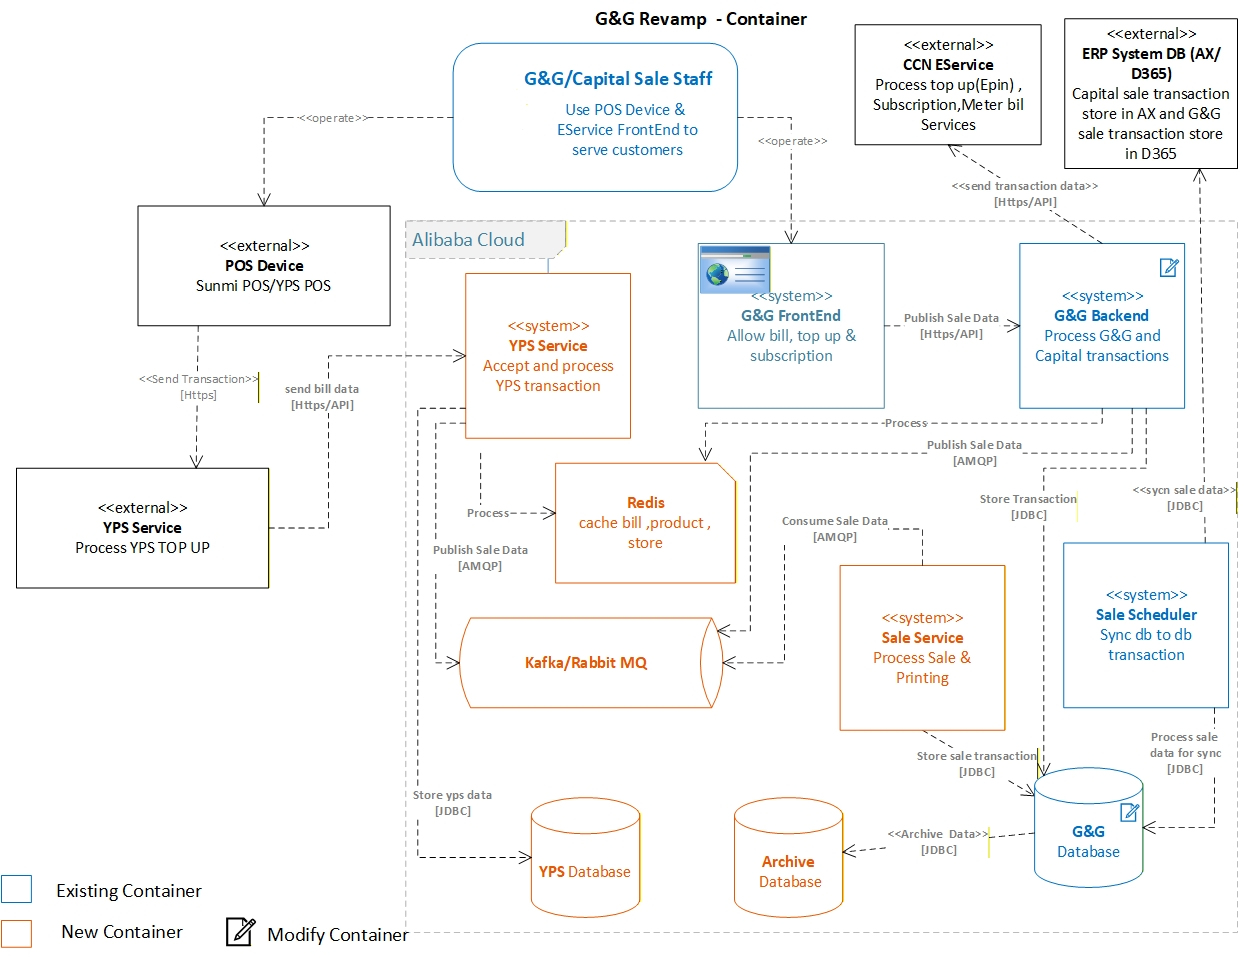 G&G Revamp  - Container
G&G/Capital Sale Staff
Use POS Device &
EService FrontEnd to
serve customers
<<external>>
CCN EService
Process top up(Epin) ,
Subscription,Meter bil
Services
<<external>>
ERP System DB (AX/
D365)
Capital sale transaction
store in AX and G&G
sale transaction store
in D365
<<operate>>
<<operate>>
<<send transaction data>>
[Https/API]
<<external>>
POS Device
Sunmi POS/YPS POS
Alibaba Cloud
<<system>>
YPS Service
Accept and process
YPS transaction
<<system>>
G&G FrontEnd
Allow bill, top up &
subscription
Publish Sale Data
[Https/API]
<<system>>
G&G Backend
Process G&G and
Capital transactions
<<Send Transaction>>
[Https]
send bill data
[Https/API]
Process
Publish Sale Data
[AMQP]
<<external>>
YPS Service
Process YPS TOP UP
Process
Redis
cache bill ,product ,
store
Store Transaction
[JDBC]
<<sycn sale data>>
[JDBC]
Consume Sale Data
[AMQP]
Publish Sale Data
[AMQP]
<<system>>
Sale Service
Process Sale &
Printing
<<system>>
Sale Scheduler
Sync db to db
transaction
Kafka/Rabbit MQ
Store sale transaction
[JDBC]
Process sale
data for sync
[JDBC]
Store yps data
[JDBC]
YPS Database
Archive
Database
<<Archive  Data>>
[JDBC]
G&G
Database
Existing Container
New Container
Modify Container